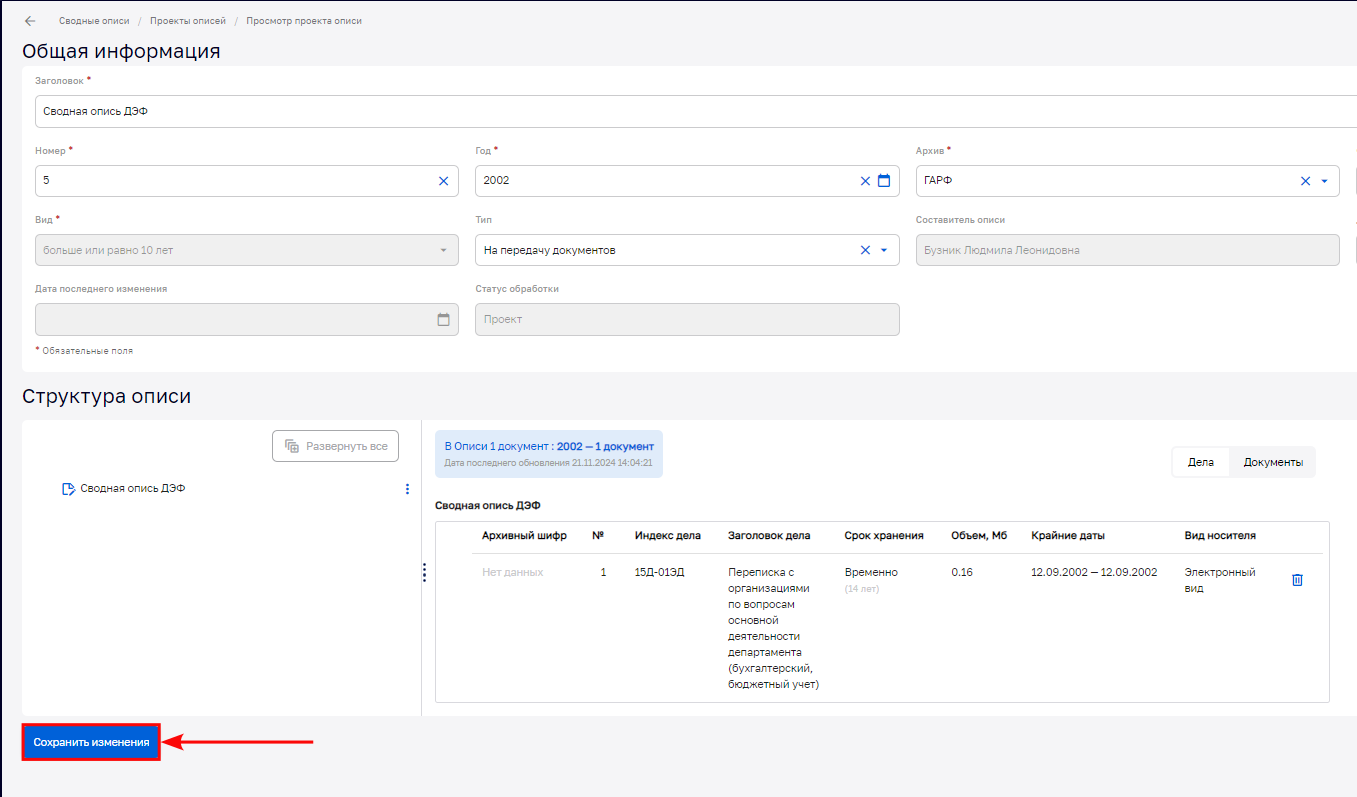 Сводные описи / Проекты описей / Просмотр проекта описи
Общая информация
Заголовок *
Сводная опись ДЭФ
Номер * Год * Архив *
5 2002 ГАРФ
Вид * Тип Составитель описи
больше или равно 10 лет На передачу документов Бузник Людмила Леонидовна
Дата последнего изменения Статус обработки
Проект
* Обязательные поля
Структура описи
Развернуть все
Сводная опись ДЭФ
В Описи 1 документ : 2002 — 1 документ
Дата последнего обновления 21.11.2024 14:04:21
Дела Документы
Сводная опись ДЭФ
Архивный шифр № Индекс дела Заголовок дела Срок хранения Объем, Мб Крайние даты Вид носителя
Нет данных 1 15Д-01ЭД Переписка с Временно 0.16 12.09.2002 — 12.09.2002 Электронный
организациями (14 лет) вид
по вопросам
основной
деятельности
департамента
(бухгалтерский,
бюджетный учет)
Сохранить изменения